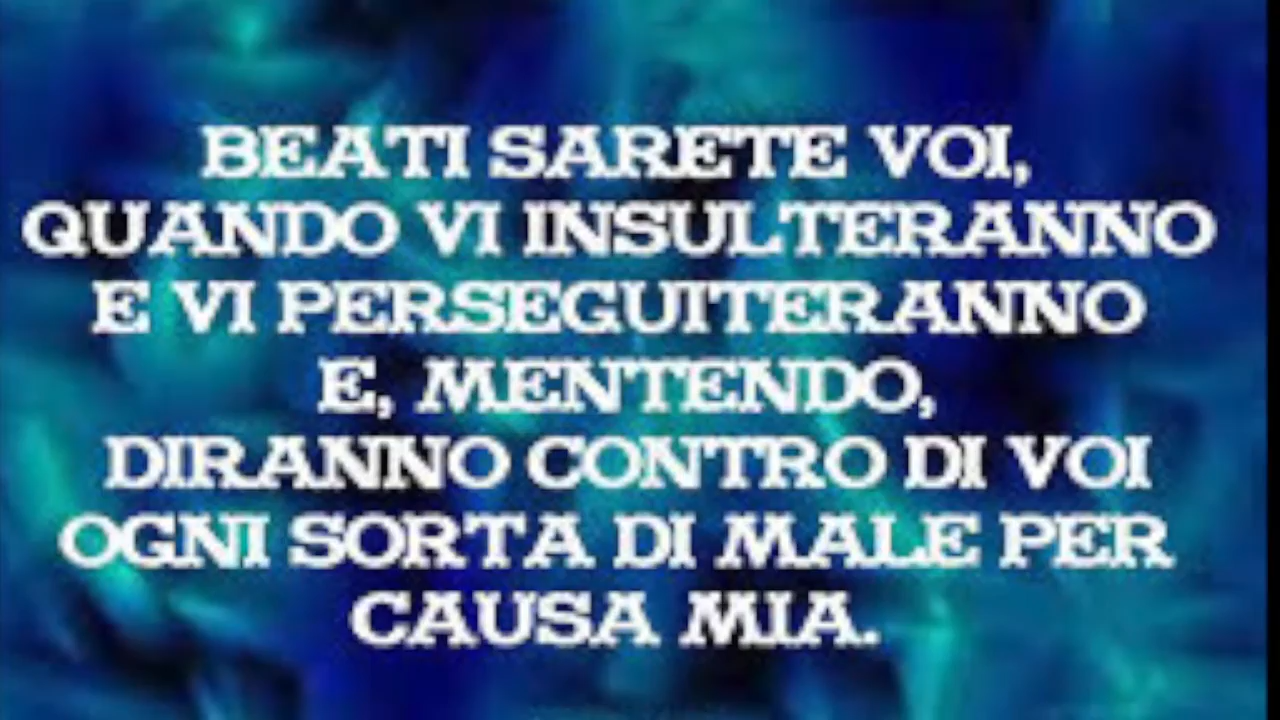 BEATI SARETE VOI,
QUANDO VI INSULTERANNO
E VI PERSEGUITERANNO
E, MENTENDO,
DIRANNO CONTRO DI VOI
OGNI SORTA DI MALE PER
CAUSA MIA.